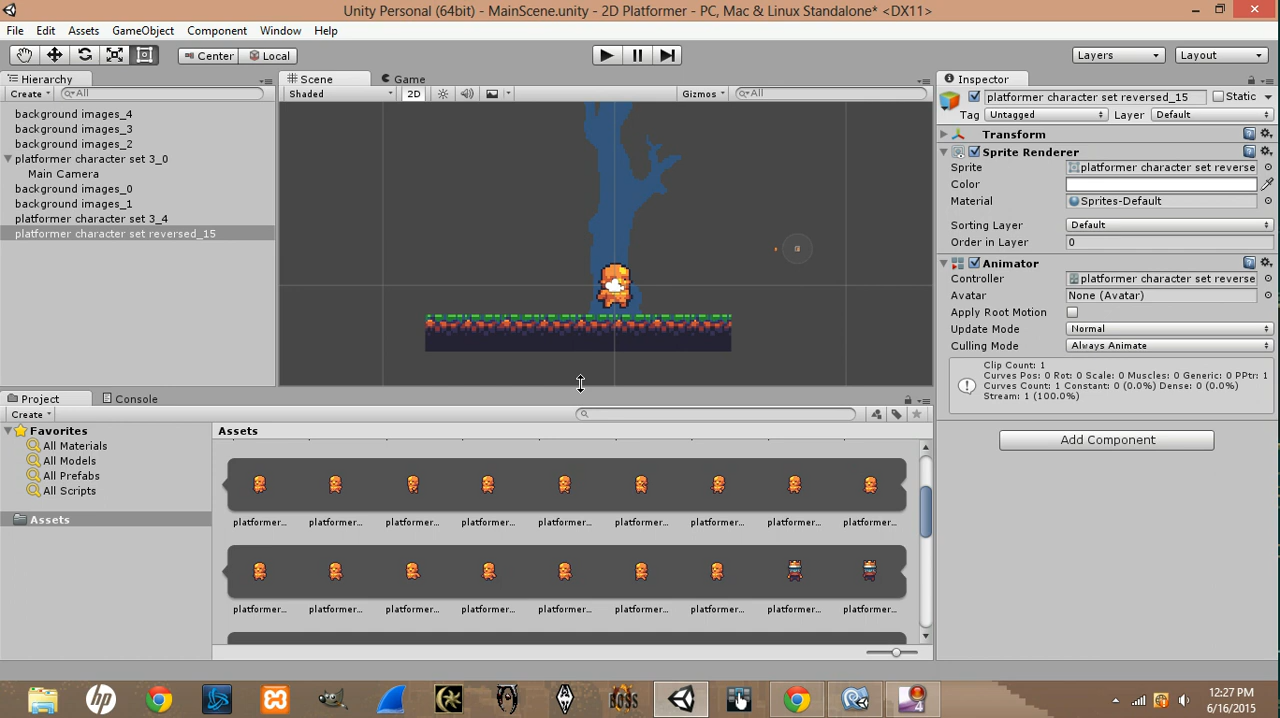 Unity Personal (64bit) - MainScene.unity - 2D Platformer - PC, Mac & Linux Standalone* <DX11>
File Edit Assets GameObject Component Window Help
Center Local Layers Layout
Hierarchy
Create All
background images_4
background images_3
background images_2
platformer character set 3_0
Main Camera
background images_0
background images_1
platformer character set 3_4
platformer character set reversed_15
Scene Game
Shaded 2D Gizmos All
Inspector
platformer character set reversed_15 Static
Tag Untagged Layer Default
Transform
Sprite Renderer
Sprite platformer character set reverse
Color
Material Sprites-Default
Sorting Layer Default
Order in Layer 0
Animator
Controller platformer character set reverse
Avatar None (Avatar)
Apply Root Motion
Update Mode Normal
Culling Mode Always Animate
Clip Count: 1
Curves Pos: 0 Rot: 0 Scale: 0 Muscles: 0 Generic: 0 PPtr: 1
Curves Count: 1 Constant: 0 (0.0%) Dense: 0 (0.0%)
Stream: 1 (100.0%)
Add Component
Project Console
Create
Favorites
All Materials
All Models
All Prefabs
All Scripts
Assets
Assets
platformer... platformer... platformer... platformer... platformer... platformer... platformer... platformer... platformer...
platformer... platformer... platformer... platformer... platformer... platformer... platformer... platformer... platformer...
hp BOSS 4
12:27 PM
6/16/2015